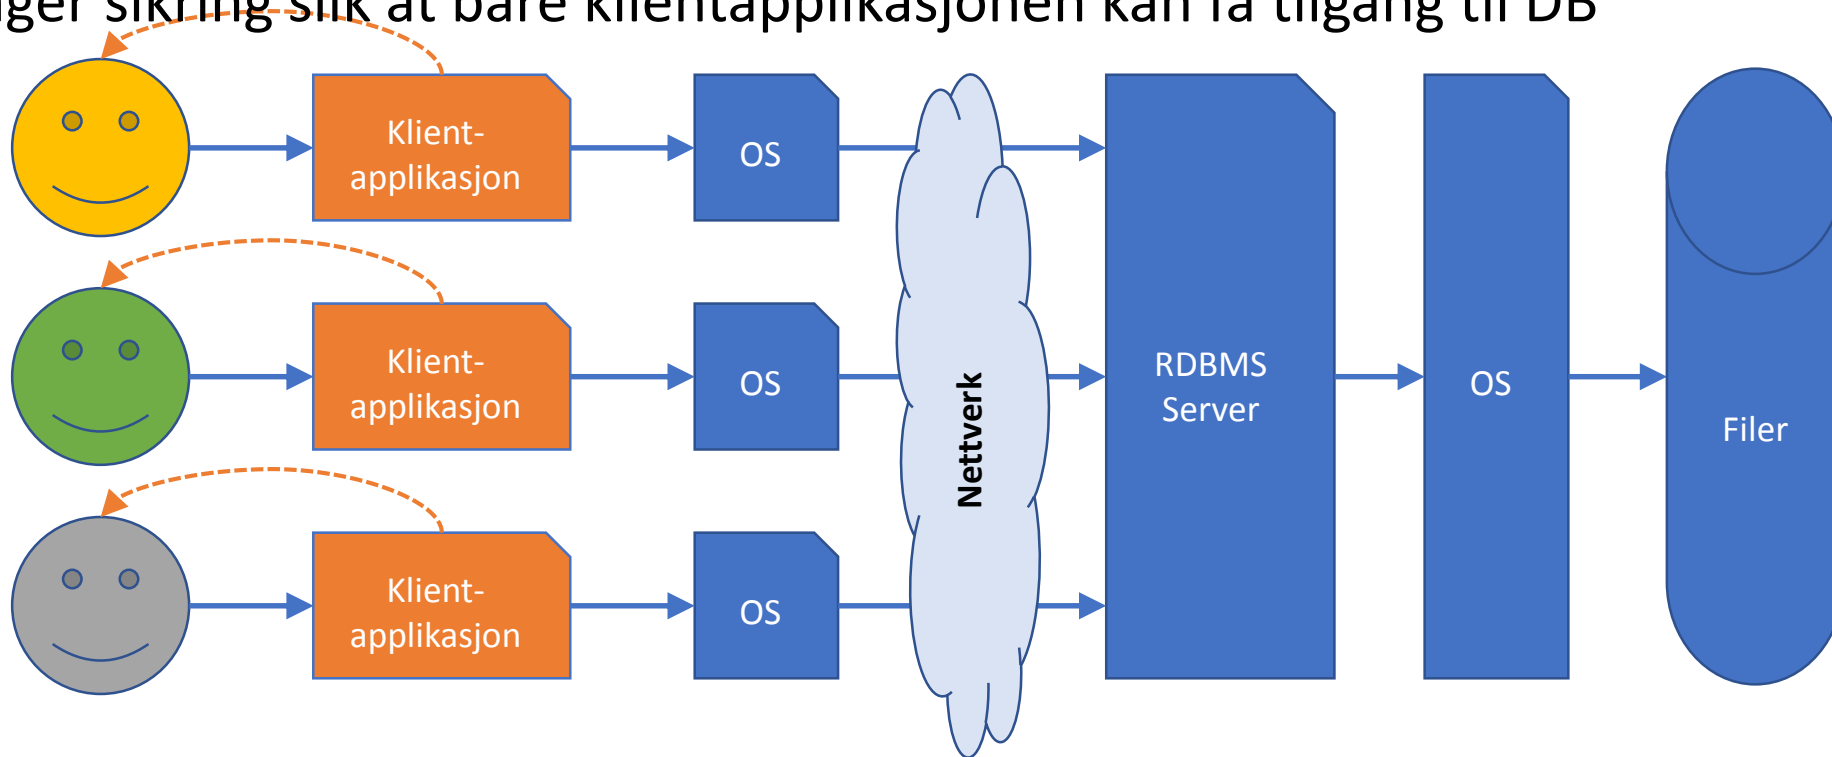 sikring slik at bare klientapplikasjonen kan få tilgang til DB
Klient-
applikasjon
OS
Klient-
applikasjon
OS
Nettverk
RDBMS
Server
OS
Filer
Klient-
applikasjon
OS